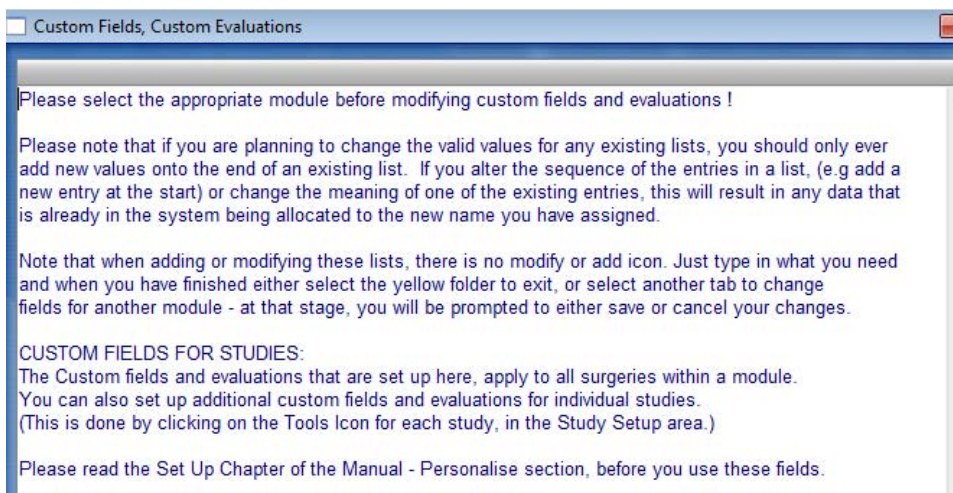 Custom Fields, Custom Evaluations
Please select the appropriate module before modifying custom fields and evaluations !
Please note that if you are planning to change the valid values for any existing lists, you should only ever
add new values onto the end of an existing list.  If you alter the sequence of the entries in a list, (e.g add a
new entry at the start) or change the meaning of one of the existing entries, this will result in any data that
is already in the system being allocated to the new name you have assigned.
Note that when adding or modifying these lists, there is no modify or add icon. Just type in what you need
and when you have finished either select the yellow folder to exit, or select another tab to change
fields for another module - at that stage, you will be prompted to either save or cancel your changes.
CUSTOM FIELDS FOR STUDIES:
The Custom fields and evaluations that are set up here, apply to all surgeries within a module.
You can also set up additional custom fields and evaluations for individual studies.
(This is done by clicking on the Tools Icon for each study, in the Study Setup area.)
Please read the Set Up Chapter of the Manual - Personalise section, before you use these fields.